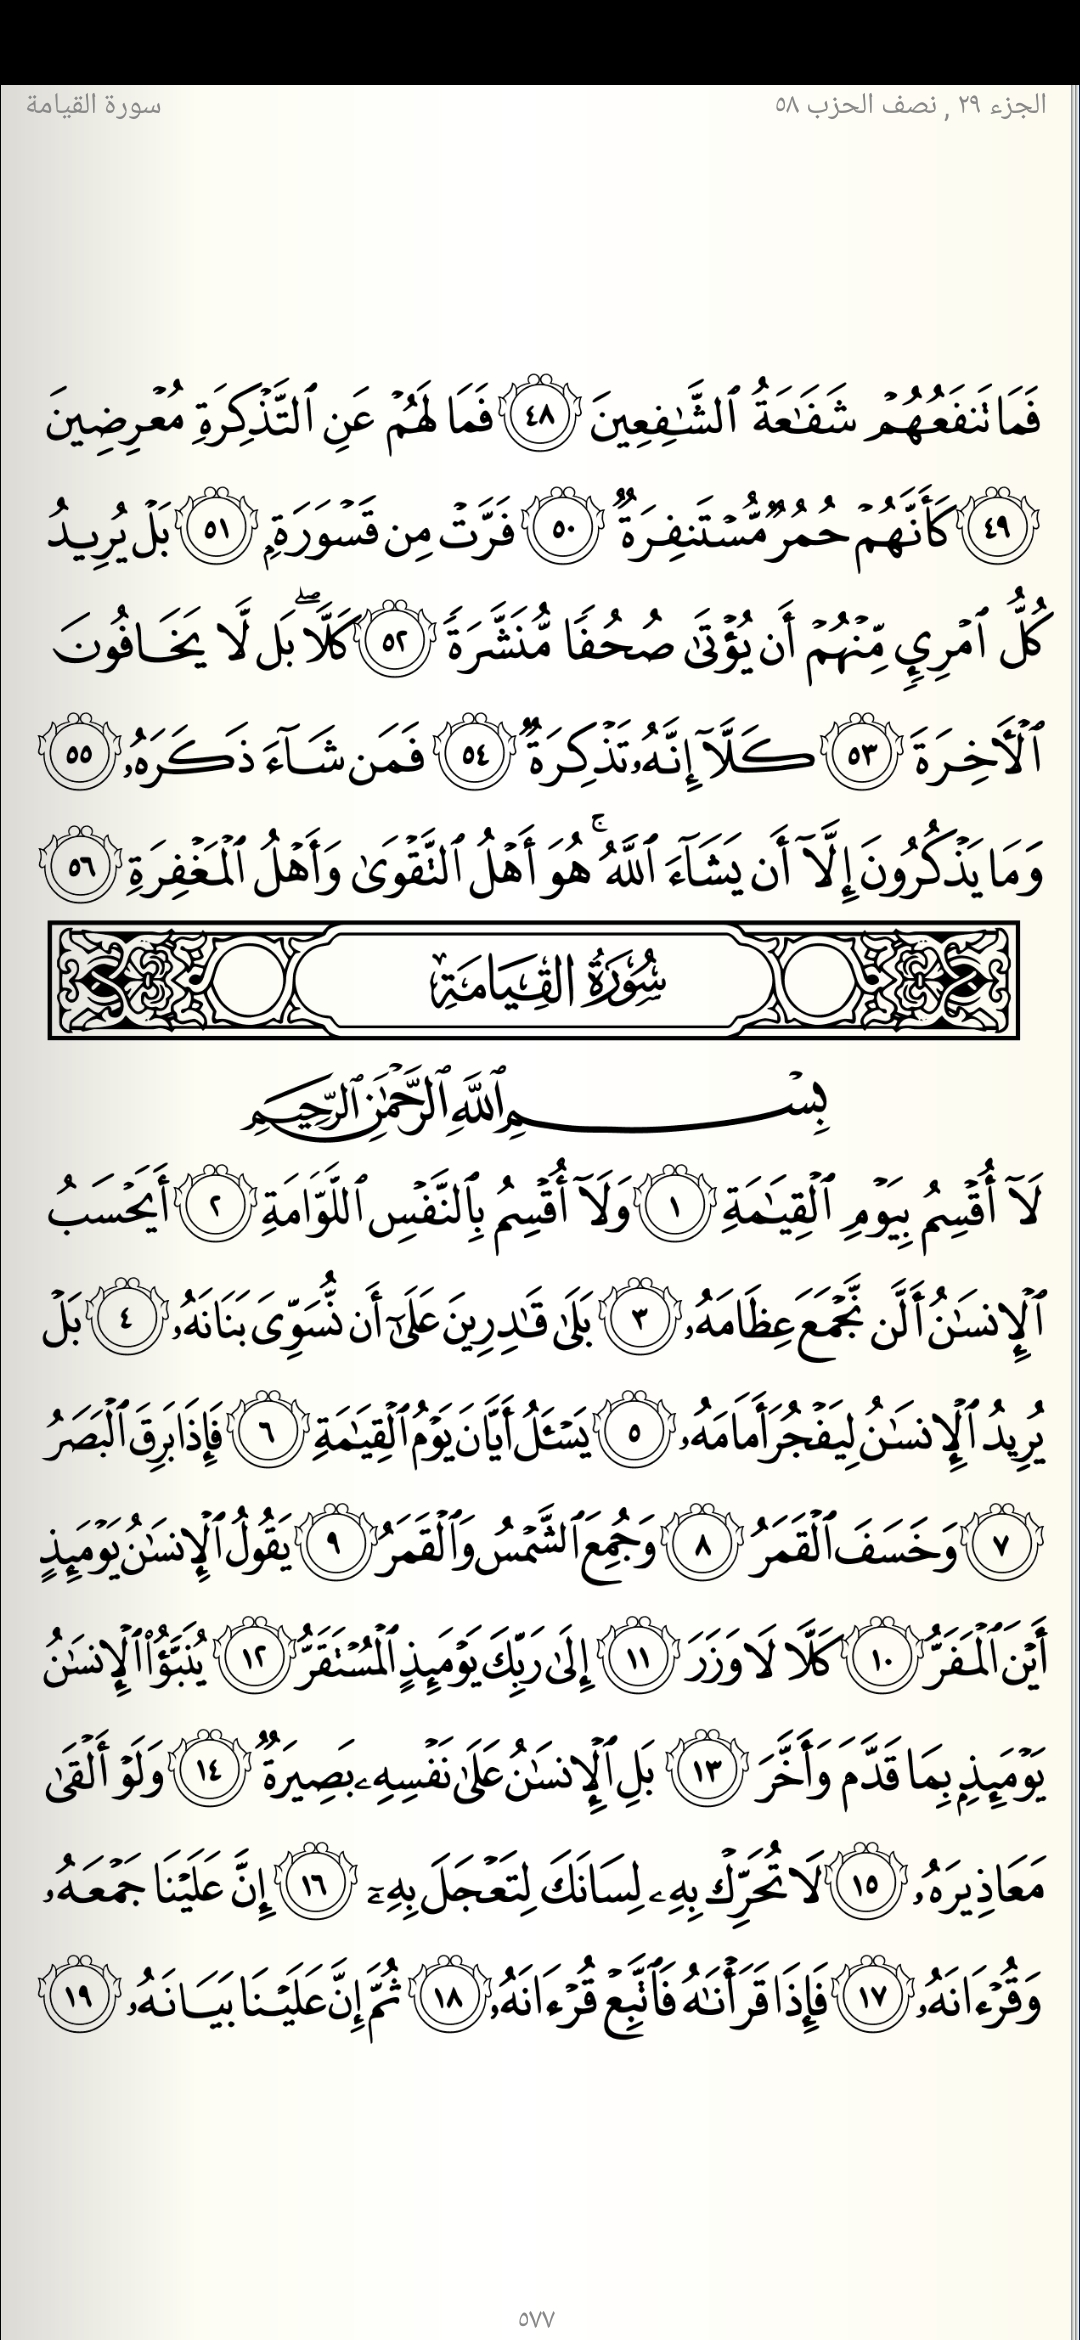 سورة القيامة
الجزء ٢٩ , نصف الحزب ٥٨
فَمَا تَنفَعُهُمْ شَفَٰعَةُ ٱلشَّٰفِعِينَ ٤٨ فَمَا لَهُمْ عَنِ ٱلتَّذْكِرَةِ مُعْرِضِينَ
٤٩ كَأَنَّهُمْ حُمُرٌ مُّسْتَنفِرَةٌ ٥٠ فَرَّتْ مِن قَسْوَرَةٍۭ ٥١ بَلْ يُرِيدُ
كُلُّ ٱمْرِئٍ مِّنْهُمْ أَن يُؤْتَىٰ صُحُفًا مُّنَشَّرَةً ٥٢ كَلَّاۖ بَل لَّا يَخَافُونَ
ٱلْأَخِرَةَ ٥٣ كَلَّآ إِنَّهُۥ تَذْكِرَةٌ ٥٤ فَمَن شَآءَ ذَكَرَهُۥ ٥٥
وَمَا يَذْكُرُونَ إِلَّآ أَن يَشَآءَ ٱللَّهُۚ هُوَ أَهْلُ ٱلتَّقْوَىٰ وَأَهْلُ ٱلْمَغْفِرَةِ ٥٦
سُورَةُ القِيَامَةِ
بِسْمِ ٱللَّهِ ٱلرَّحْمَٰنِ ٱلرَّحِيمِ
لَآ أُقْسِمُ بِيَوْمِ ٱلْقِيَٰمَةِ ١ وَلَآ أُقْسِمُ بِٱلنَّفْسِ ٱللَّوَّامَةِ ٢ أَيَحْسَبُ
ٱلْإِنسَٰنُ أَلَّن نَّجْمَعَ عِظَامَهُۥ ٣ بَلَىٰ قَٰدِرِينَ عَلَىٰٓ أَن نُّسَوِّىَ بَنَانَهُۥ ٤ بَلْ
يُرِيدُ ٱلْإِنسَٰنُ لِيَفْجُرَ أَمَامَهُۥ ٥ يَسْـَٔلُ أَيَّانَ يَوْمُ ٱلْقِيَٰمَةِ ٦ فَإِذَا بَرِقَ ٱلْبَصَرُ
٧ وَخَسَفَ ٱلْقَمَرُ ٨ وَجُمِعَ ٱلشَّمْسُ وَٱلْقَمَرُ ٩ يَقُولُ ٱلْإِنسَٰنُ يَوْمَئِذٍ
أَيْنَ ٱلْمَفَرُّ ١٠ كَلَّا لَا وَزَرَ ١١ إِلَىٰ رَبِّكَ يَوْمَئِذٍ ٱلْمُسْتَقَرُّ ١٢ يُنَبَّؤُا۟ ٱلْإِنسَٰنُ
يَوْمَئِذٍۭ بِمَا قَدَّمَ وَأَخَّرَ ١٣ بَلِ ٱلْإِنسَٰنُ عَلَىٰ نَفْسِهِۦ بَصِيرَةٌ ١٤ وَلَوْ أَلْقَىٰ
مَعَاذِيرَهُۥ ١٥ لَا تُحَرِّكْ بِهِۦ لِسَانَكَ لِتَعْجَلَ بِهِۦٓ ١٦ إِنَّ عَلَيْنَا جَمْعَهُۥ
وَقُرْءَانَهُۥ ١٧ فَإِذَا قَرَأْنَٰهُ فَٱتَّبِعْ قُرْءَانَهُۥ ١٨ ثُمَّ إِنَّ عَلَيْنَا بَيَانَهُۥ ١٩
٥٧٧